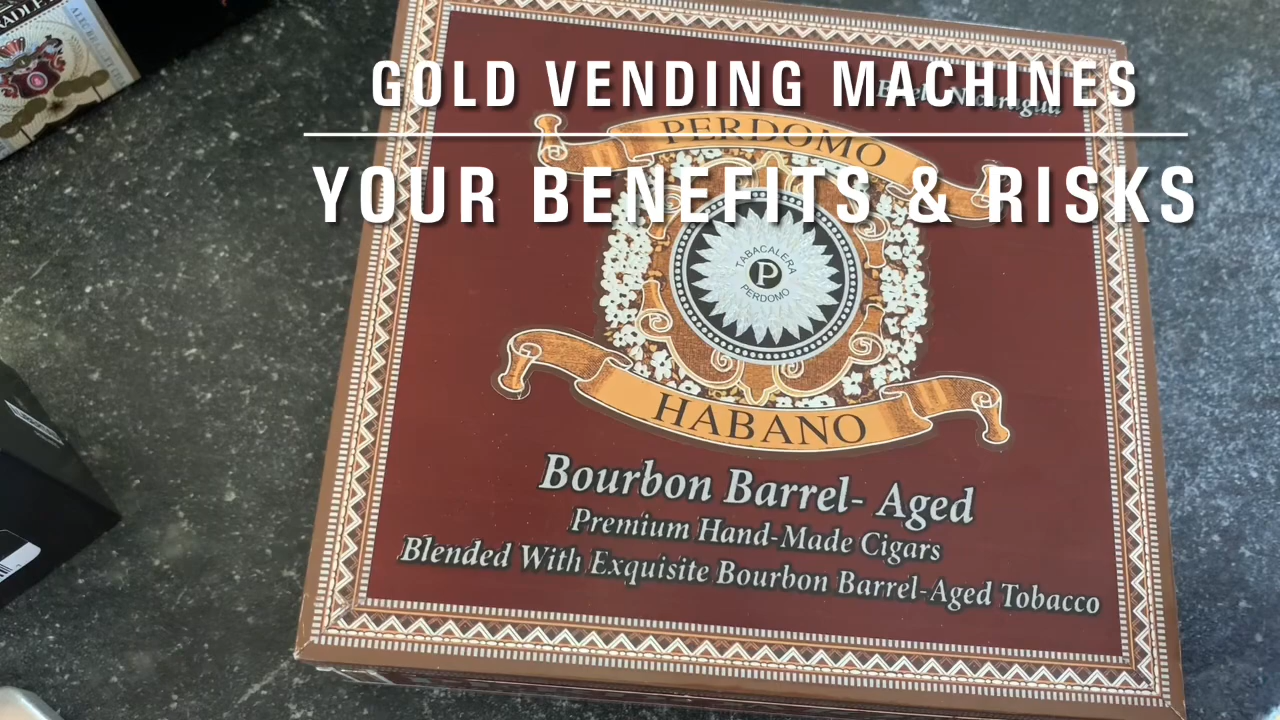 GOLD VENDING MACHINES
YOUR BENEFITS & RISKS
Nicaragua
PERDOMO
TABACALERA
P
PERDOMO
HABANO
Bourbon Barrel- Aged
Premium Hand-Made Cigars
Blended With Exquisite Bourbon Barrel-Aged Tobacco